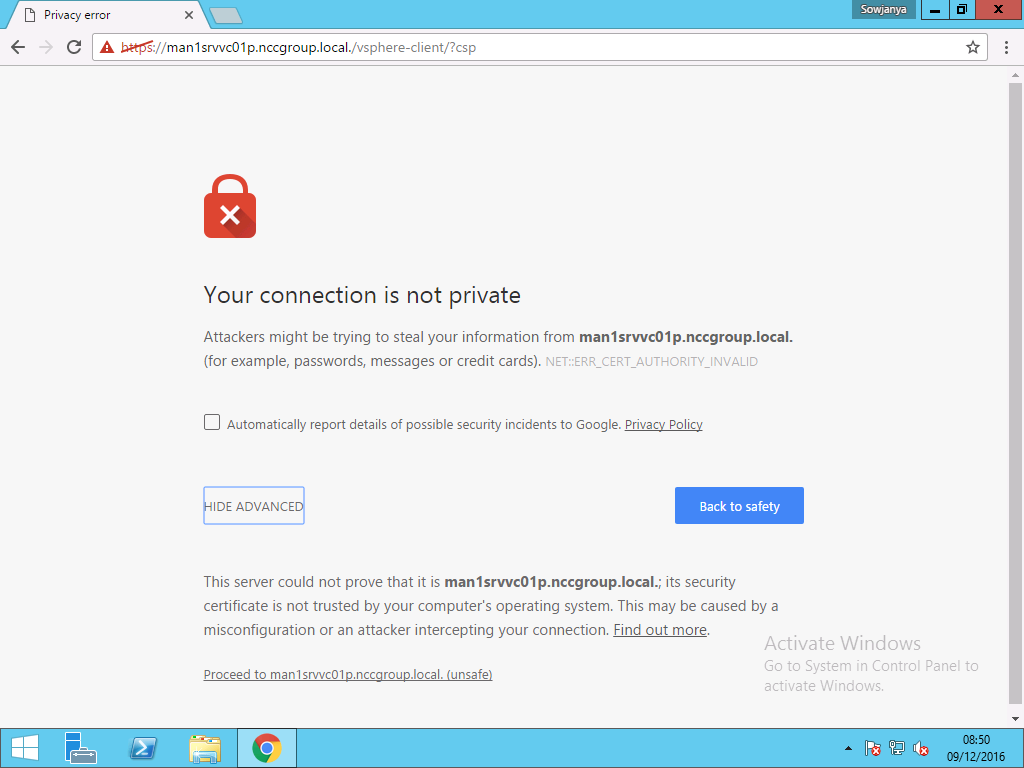 Privacy error
Sowjanya
https://man1srvvc01p.nccgroup.local./vsphere-client/?csp
Your connection is not private
Attackers might be trying to steal your information from man1srvvc01p.nccgroup.local.
(for example, passwords, messages or credit cards). NET::ERR_CERT_AUTHORITY_INVALID
Automatically report details of possible security incidents to Google. Privacy Policy
HIDE ADVANCED
Back to safety
This server could not prove that it is man1srvvc01p.nccgroup.local.; its security
certificate is not trusted by your computer's operating system. This may be caused by a
misconfiguration or an attacker intercepting your connection. Find out more.
Proceed to man1srvvc01p.nccgroup.local. (unsafe)
Activate Windows
Go to System in Control Panel to
activate Windows.
08:50
09/12/2016